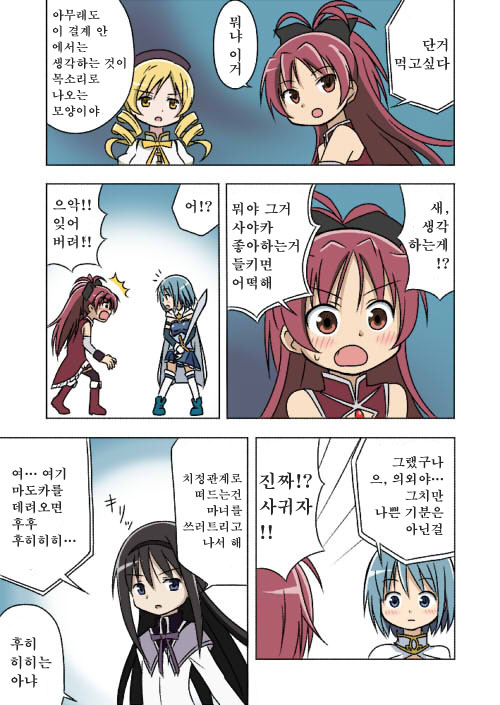 단거
먹고싶다
뭐냐 이거
아무래도
이 결계 안
에서는
생각하는 것이
목소리로
나오는
모양이야
새,
생각
하는게
!?
뭐야 그거
사야카
좋아하는거
들키면
어떡해
어!?
으악!!
잊어
버려!!
그랬구나
으, 의외야…
그치만
나쁜 기분은
아닌걸
진짜!?
사귀자
!!
치정관계로
떠드는건
마녀를
쓰러트리고
나서 해
キッ
여… 여기
마도카를
데려오면
후후
후히히히…
후히
히히는
아냐